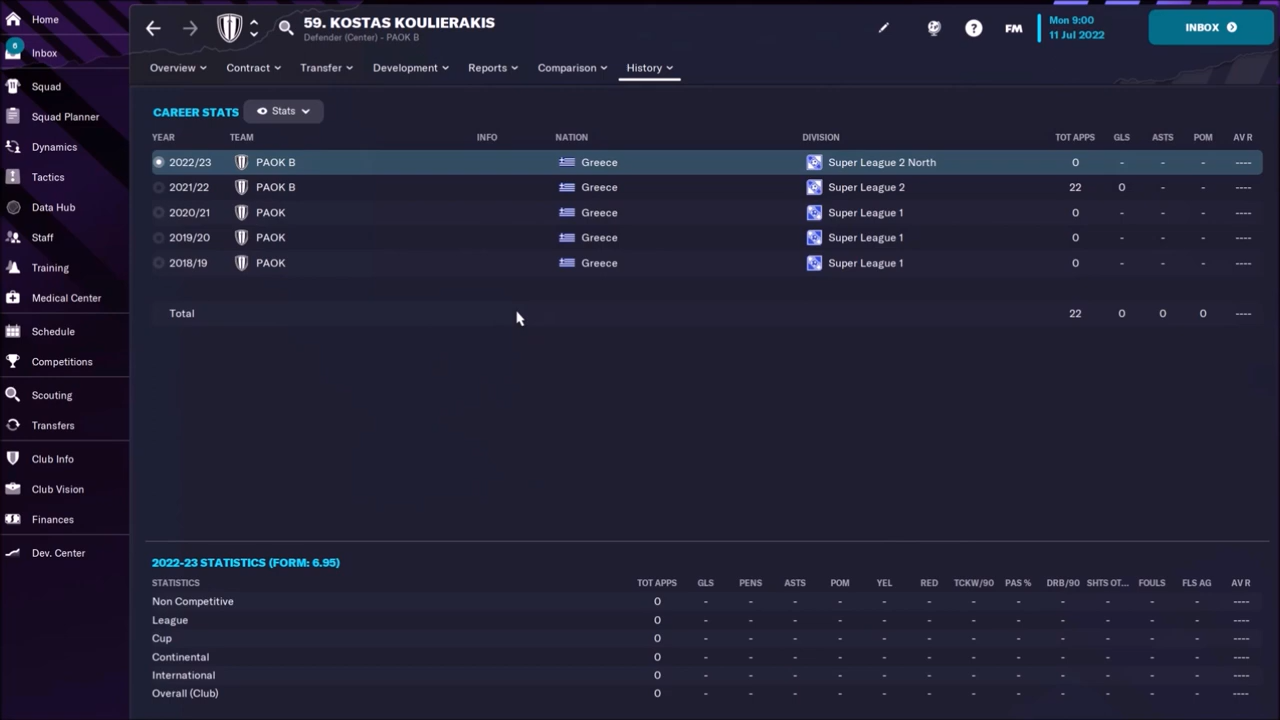 Home
6
Inbox
Squad
Squad Planner
Dynamics
Tactics
Data Hub
Staff
Training
Medical Center
Schedule
Competitions
Scouting
Transfers
Club Info
Club Vision
Finances
Dev. Center
59. KOSTAS KOULIERAKIS
Defender (Center) - PAOK B
? FM
Mon 9:00
11 Jul 2022
INBOX
Overview Contract Transfer Development Reports Comparison History
CAREER STATS Stats
YEAR TEAM INFO NATION DIVISION TOT APPS GLS ASTS POM AV R
2022/23 PAOK B Greece Super League 2 North 0 - - - ----
2021/22 PAOK B Greece Super League 2 22 0 - - ----
2020/21 PAOK Greece Super League 1 0 - - - ----
2019/20 PAOK Greece Super League 1 0 - - - ----
2018/19 PAOK Greece Super League 1 0 - - - ----
Total 22 0 0 0 ----
2022-23 STATISTICS (FORM: 6.95)
STATISTICS TOT APPS GLS PENS ASTS POM YEL RED TCKW/90 PAS % DRB/90 SHTS OT... FOULS FLS AG AV R
Non Competitive 0 - - - - - - - - - - - - ----
League 0 - - - - - - - - - - - - ----
Cup 0 - - - - - - - - - - - - ----
Continental 0 - - - - - - - - - - - - ----
International 0 - - - - - - - - - - - - ----
Overall (Club) 0 - - - - - - - - - - - - ----